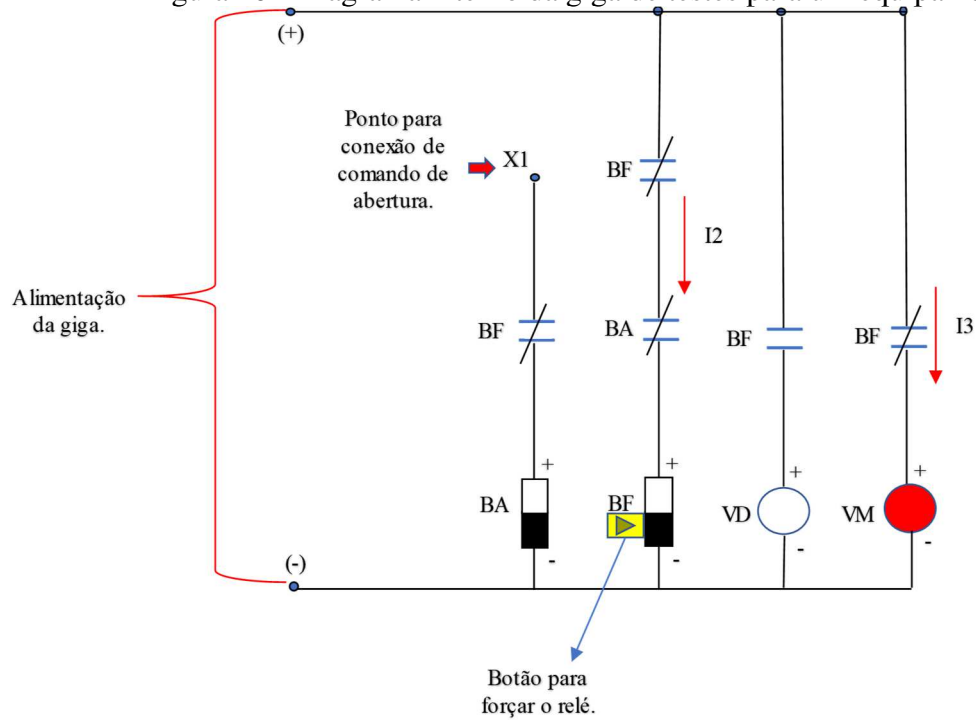 (+)
Ponto para
conexão de
comando de
abertura.
X1
BF
I2
Alimentação
da giga.
BF
BA
BF
BF
I3
+
+
+
+
BA
BF
VD
VM
-
-
-
-
(-)
Botão para
forçar o relé.